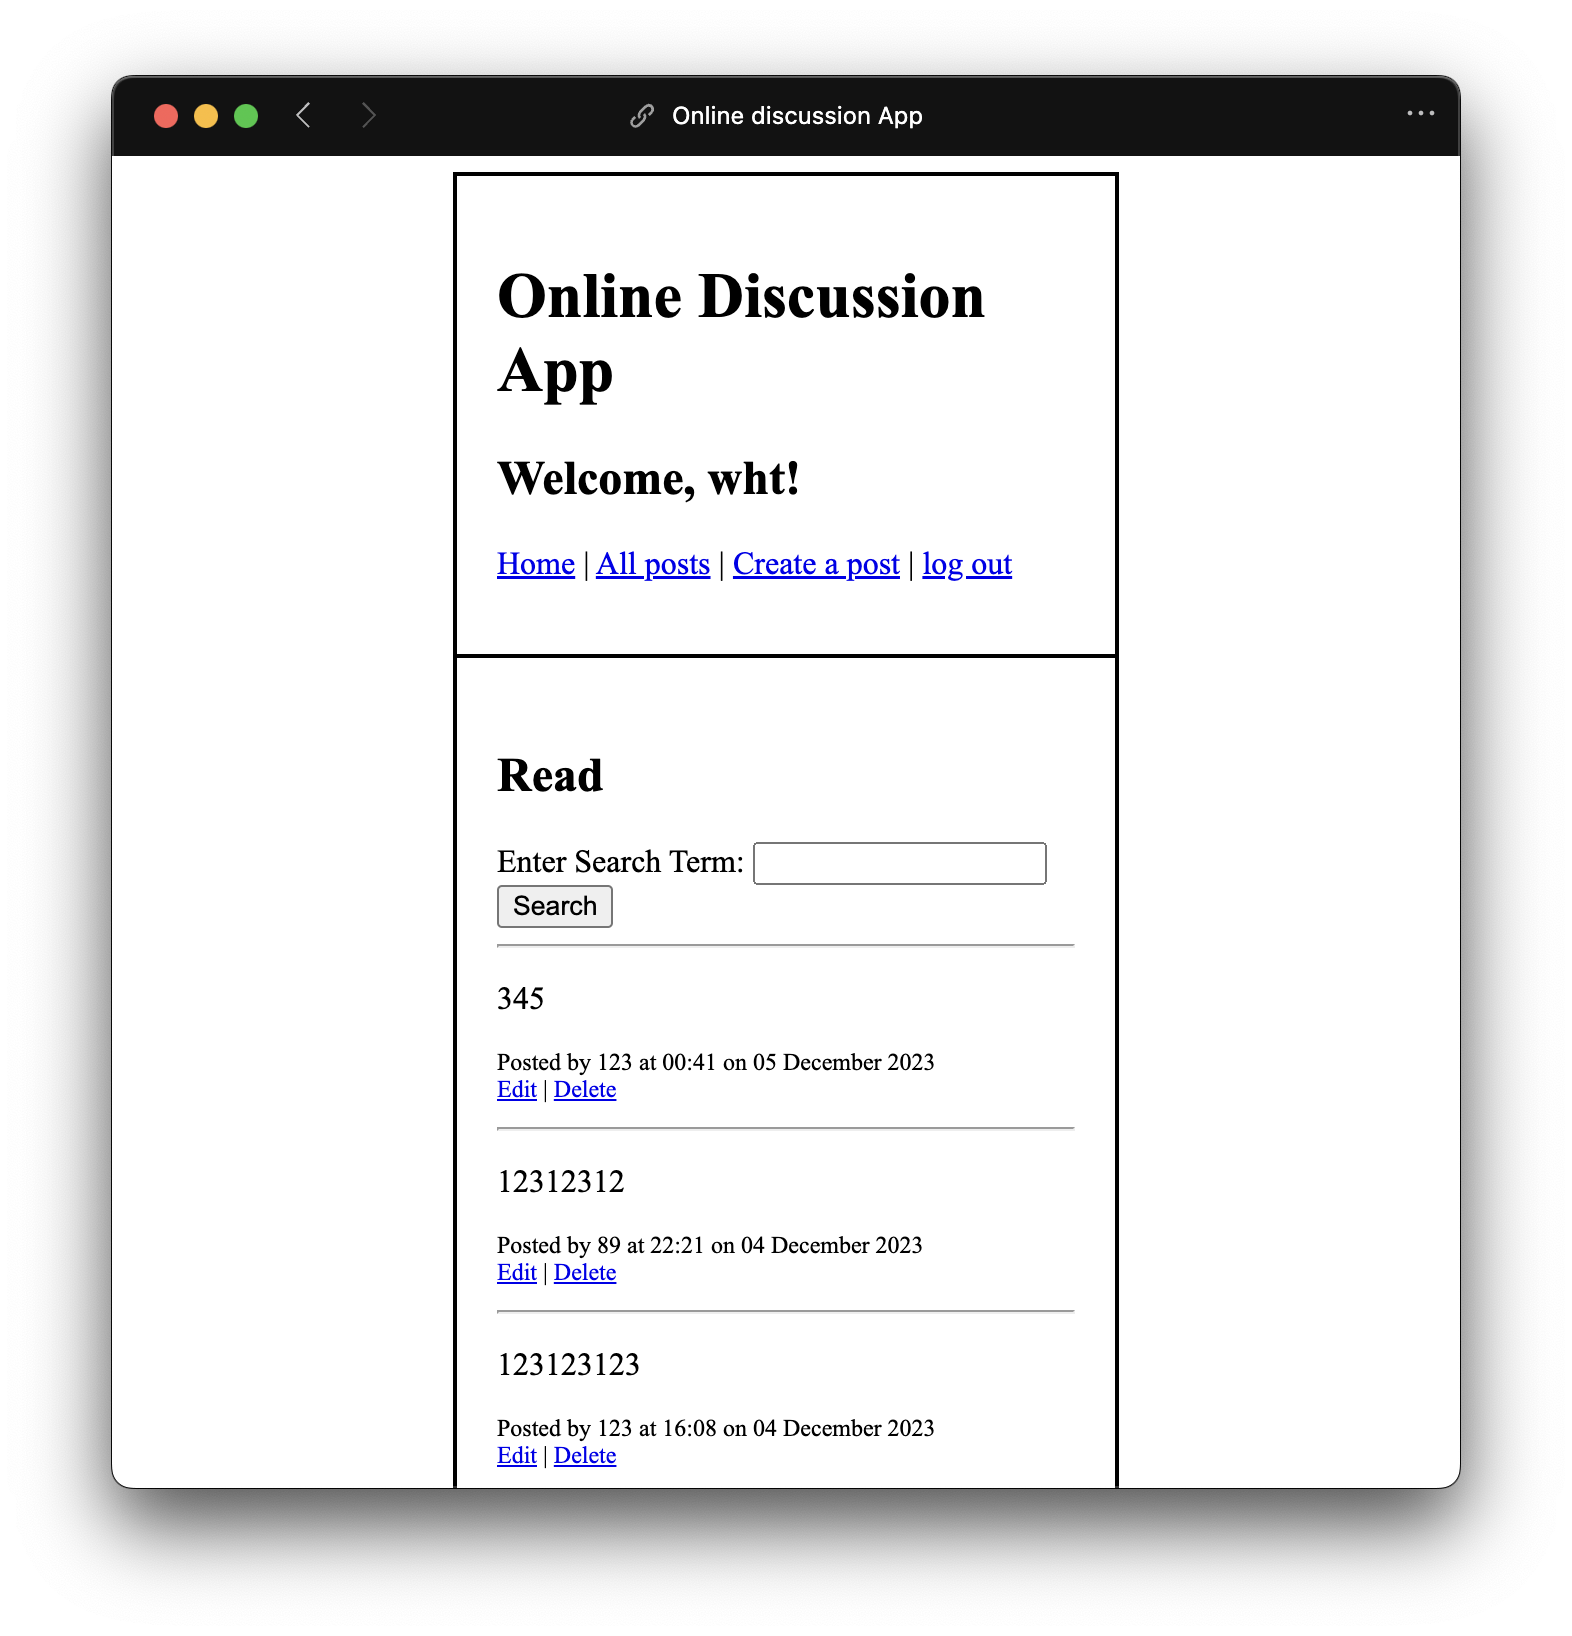 Online discussion App
Online Discussion
App
Welcome, wht!
Home | All posts | Create a post | log out
Read
Enter Search Term:
Search
345
Posted by 123 at 00:41 on 05 December 2023
Edit | Delete
12312312
Posted by 89 at 22:21 on 04 December 2023
Edit | Delete
123123123
Posted by 123 at 16:08 on 04 December 2023
Edit | Delete